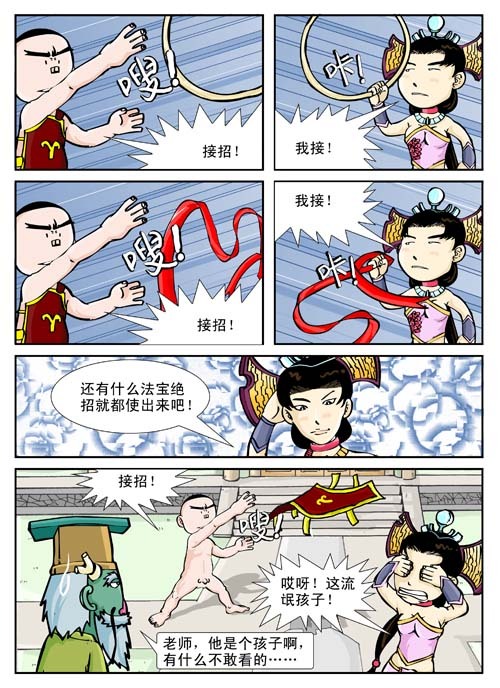 嗖!
接招！
咔!
我接！
嗖!
接招！
我接！
咔!
还有什么法宝绝
招就都使出来吧！
接招！
嗖!
哎呀！这流
氓孩子！
老师，他是个孩子啊，
有什么不敢看的……